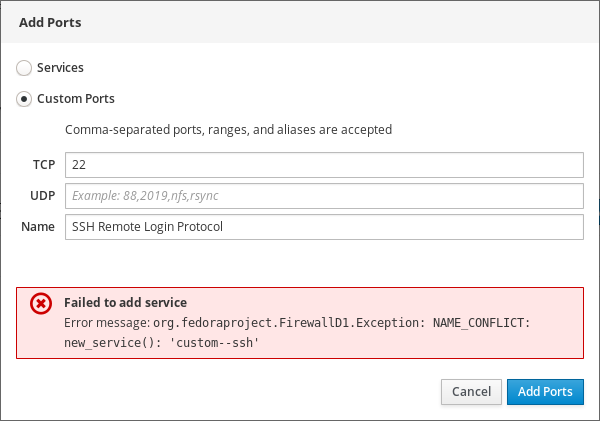 Add Ports
Services
Custom Ports
Comma-separated ports, ranges, and aliases are accepted
TCP 22
UDP Example: 88,2019,nfs,rsync
Name SSH Remote Login Protocol
Failed to add service
Error message: org.fedoraproject.FirewallD1.Exception: NAME_CONFLICT:
new_service(): 'custom--ssh'
Cancel Add Ports